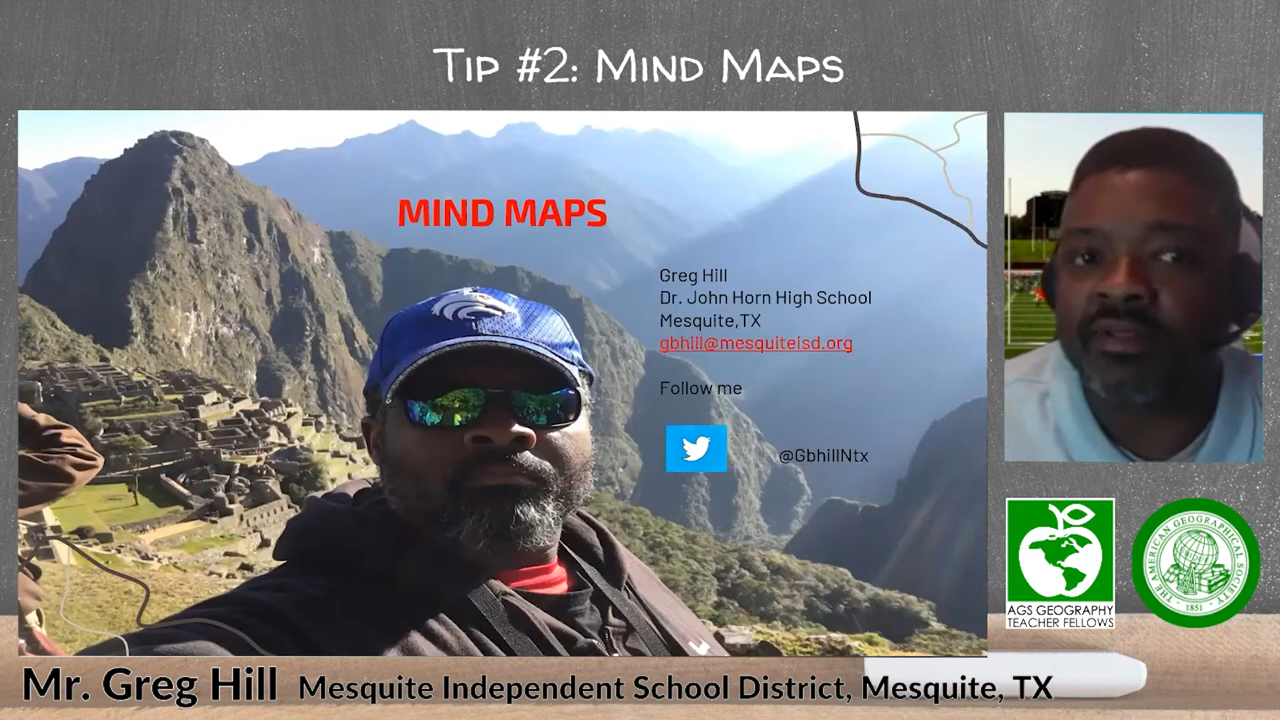 Tip #2: Mind Maps
MIND MAPS
Greg Hill
Dr. John Horn High School
Mesquite,TX
gbhill@mesquiteisd.org
Follow me
@GbhillNtx
AGS GEOGRAPHY
TEACHER FELLOWS
THE AMERICAN GEOGRAPHICAL SOCIETY
1851
Mr. Greg Hill Mesquite Independent School District, Mesquite, TX